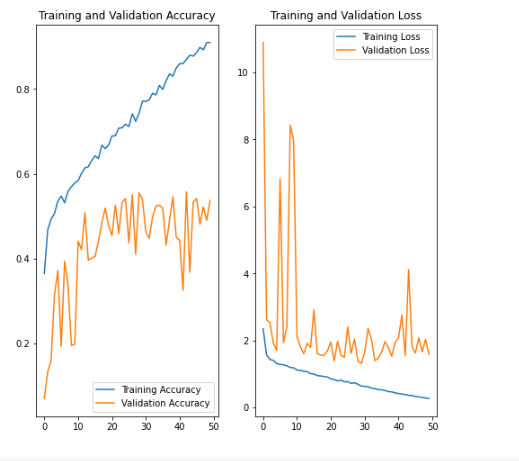 Training and Validation Accuracy
0.8
0.6
0.4
0.2
Training Accuracy
Validation Accuracy
0 10 20 30 40 50
Training and Validation Loss
Training Loss
Validation Loss
10
8
6
4
2
0
0 10 20 30 40 50